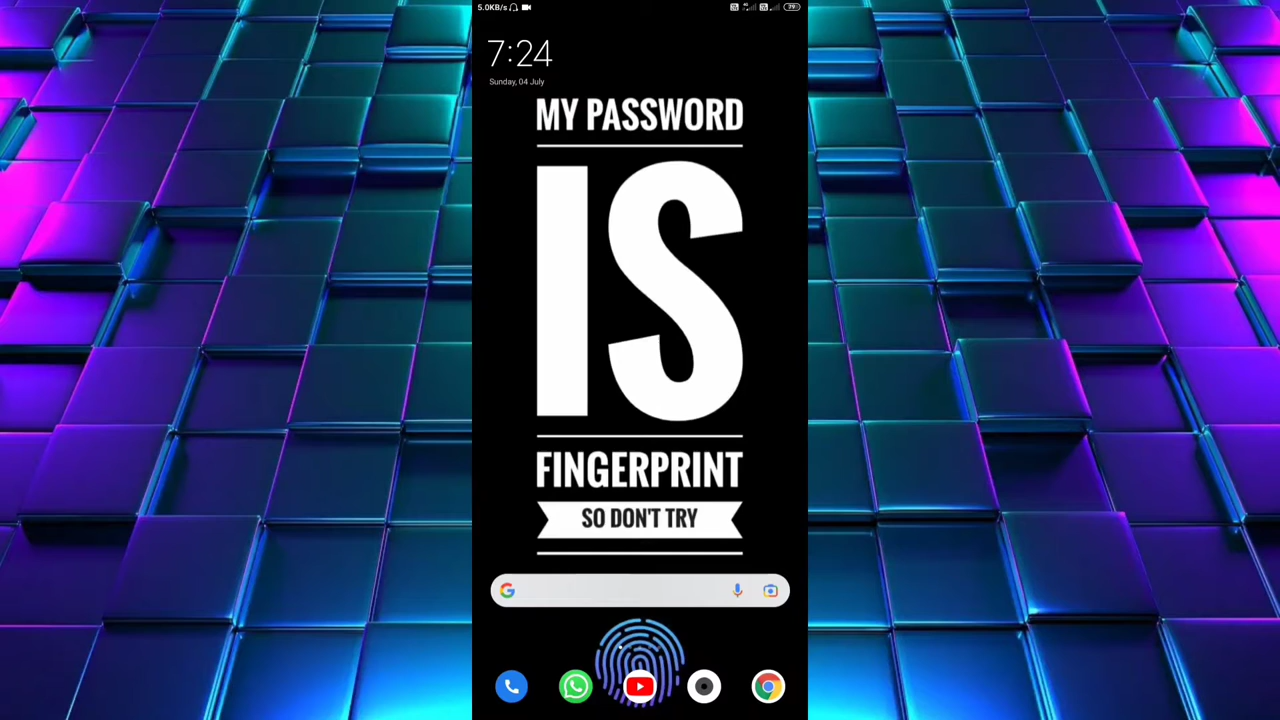 5.0KB/s
7:24
Sunday, 04 July
MY PASSWORD
IS
FINGERPRINT
SO DON'T TRY